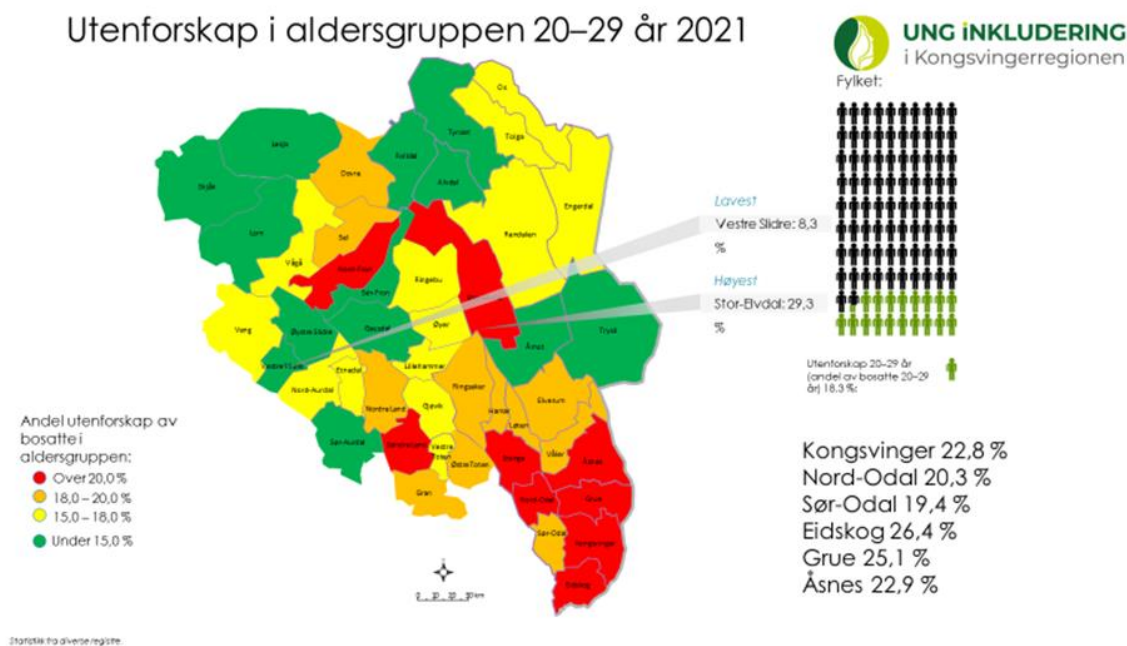 Utenforskap i aldersgruppen 20–29 år 2021
UNG iNKLUDERING
i Kongsvingerregionen
Fylket:
Os
Tolga
Tynset
Folldal
Alvdal
Lesja
Dovre
Skjåk
Lom
Sel
Vågå
Rendalen
Engerdal
Lavest
Vestre Slidre: 8,3
%
Ringebu
Sør-Fron
Høyest
Stor-Elvdal: 29,3
%
Vang
Øystre Slidre
Gausdal
Øyer
Åmot
Trysil
Etnedal
Lillehammer
Nord-Aurdal
Nordre Land
Gjøvik
Ringsaker
Hamar
Løten
Elverum
Utenforskap 20–29 år
(andel av bosatte 20–29
år) 18,3 %:
Andel utenforskap av
bosatte i
aldersgruppen:
Over 20,0 %
18,0 – 20,0 %
15,0 – 18,0 %
Under 15,0 %
Sør-Aurdal
Vestre
Toten
Østre Toten
Stange
Våler
Åsnes
Gran
Nord-Odal
Grue
Sør-Odal
Kongsvinger
Eidskog
Kongsvinger 22,8 %
Nord-Odal 20,3 %
Sør-Odal 19,4 %
Eidskog 26,4 %
Grue 25,1 %
Åsnes 22,9 %
Statistikk fra diverse registre.